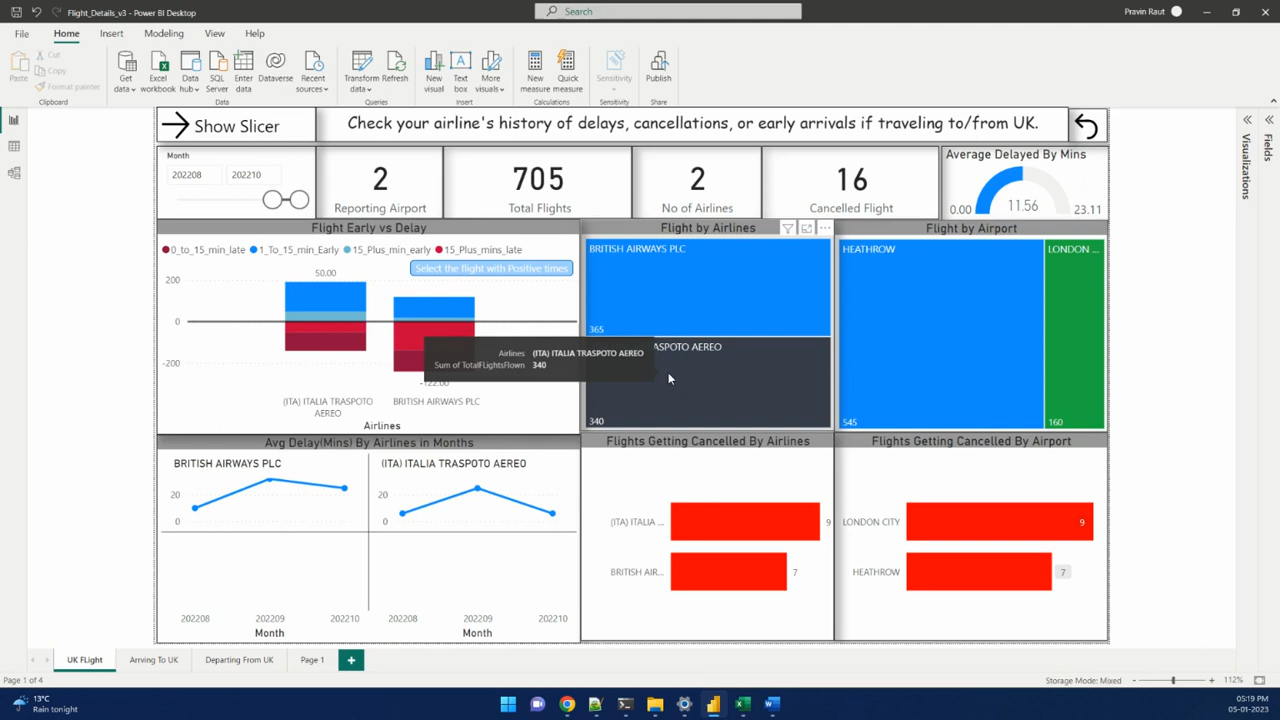 Flight_Details_v3 - Power BI Desktop
Search
Pravin Raut
File
Home
Insert
Modeling
View
Help
Paste
Cut
Copy
Format painter
Clipboard
Get data
Excel workbook
Data hub
SQL Server
Enter data
Dataverse
Recent sources
Data
Transform data
Refresh
Queries
New visual
Text box
More visuals
Insert
New measure
Quick measure
Calculations
Sensitivity
Sensitivity
Publish
Share
Show Slicer
Check your airline's history of delays, cancellations, or early arrivals if traveling to/from UK.
Month
202208
202210
2
Reporting Airport
705
Total Flights
2
No of Airlines
16
Cancelled Flight
Average Delayed By Mins
0.00
11.56
23.11
Visualizations
Fields
Flight Early vs Delay
0_to_15_min_late
1_To_15_min_Early
15_Plus_min_early
15_Plus_mins_late
Select the flight with Positive times
200
0
-200
50.00
-122.00
(ITA) ITALIA TRASPOTO
AEREO
BRITISH AIRWAYS PLC
Airlines
Flight by Airlines
BRITISH AIRWAYS PLC
365
ASPOTO AEREO
340
Airlines (ITA) ITALIA TRASPOTO AEREO
Sum of TotalFlightsFlown 340
Flight by Airport
HEATHROW
545
LONDON ...
160
Avg Delay(Mins) By Airlines in Months
BRITISH AIRWAYS PLC
20
0
202208
202209
202210
Month
(ITA) ITALIA TRASPOTO AEREO
20
0
202208
202209
202210
Month
Flights Getting Cancelled By Airlines
(ITA) ITALIA ...
9
BRITISH AIR...
7
Flights Getting Cancelled By Airport
LONDON CITY
9
HEATHROW
7
UK FLight
Arrving To UK
Departing From UK
Page 1
Page 1 of 4
Storage Mode: Mixed
112%
13°C
Rain tonight
05:19 PM
05-01-2023